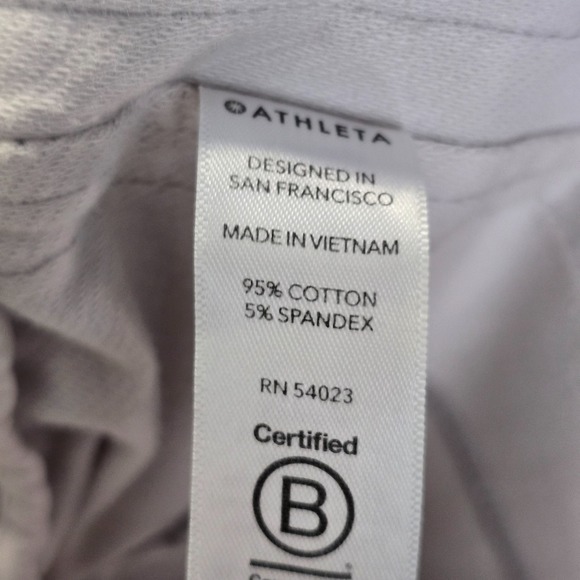 ATHLETA
DESIGNED IN
SAN FRANCISCO
MADE IN VIETNAM
95% COTTON
5% SPANDEX
RN 54023
Certified
B